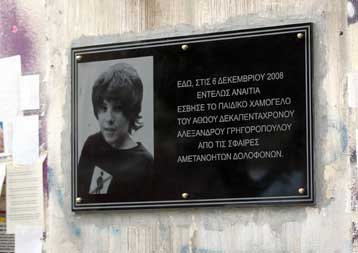 ΕΔΩ, ΣΤΙΣ 6 ΔΕΚΕΜΒΡΙΟΥ 2008
ΕΝΤΕΛΩΣ ΑΝΑΙΤΙΑ
ΕΣΒΗΣΕ ΤΟ ΠΑΙΔΙΚΟ ΧΑΜΟΓΕΛΟ
ΤΟΥ ΑΘΩΟΥ ΔΕΚΑΠΕΝΤΑΧΡΟΝΟΥ
ΑΛΕΞΑΝΔΡΟΥ ΓΡΗΓΟΡΟΠΟΥΛΟΥ
ΑΠΟ ΤΙΣ ΣΦΑΙΡΕΣ
ΑΜΕΤΑΝΟΗΤΩΝ ΔΟΛΟΦΟΝΩΝ.